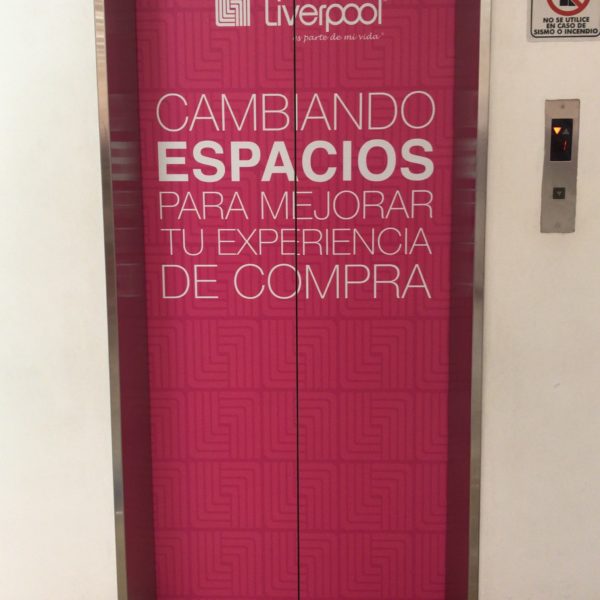 Liverpool
es parte de mi vida
CAMBIANDO
ESPACIOS
PARA MEJORAR
TU EXPERIENCIA
DE COMPRA
NO SE UTILICE
EN CASO DE
SISMO O INCENDIO